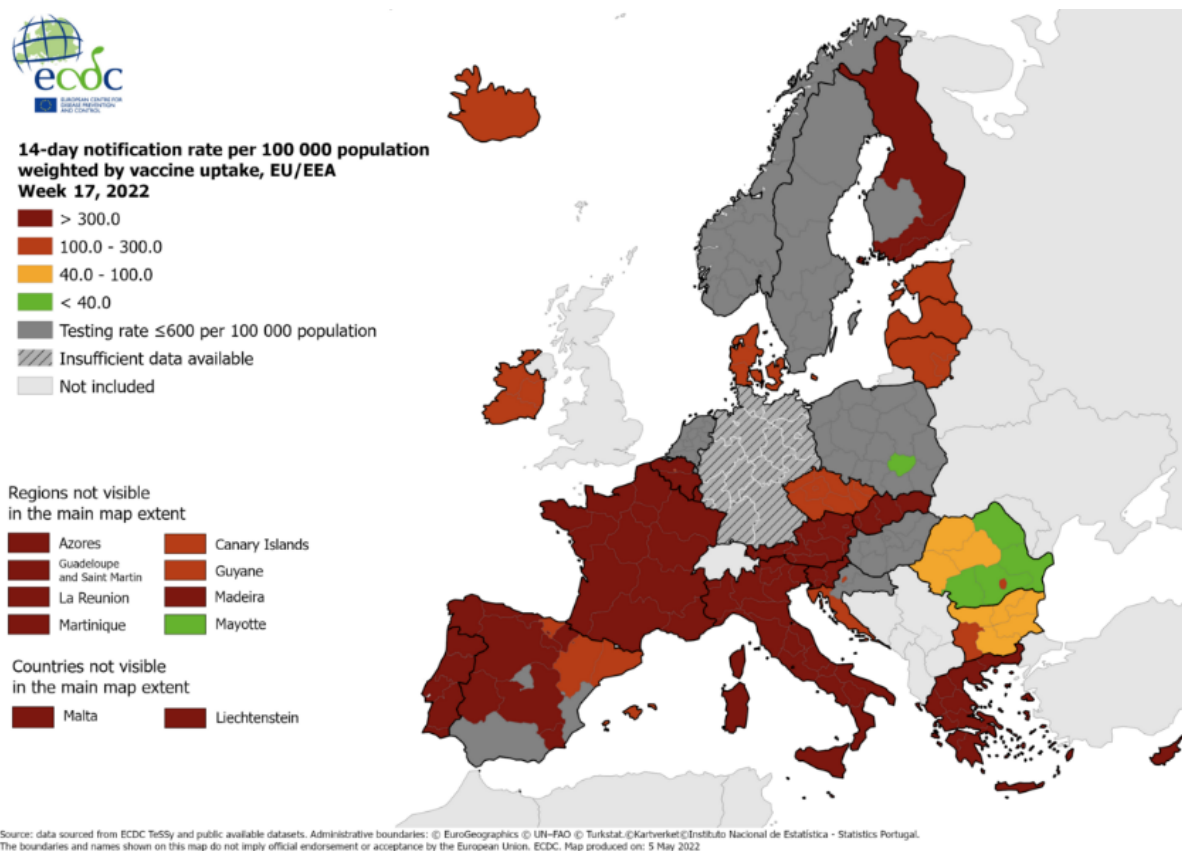 ecdc
EUROPEAN CENTRE FOR
DISEASE PREVENTION
AND CONTROL
14-day notification rate per 100 000 population
weighted by vaccine uptake, EU/EEA
Week 17, 2022
> 300.0
100.0 - 300.0
40.0 - 100.0
< 40.0
Testing rate ≤600 per 100 000 population
Insufficient data available
Not included
Regions not visible
in the main map extent
Azores
Canary Islands
Guadeloupe
and Saint Martin
Guyane
La Reunion
Madeira
Martinique
Mayotte
Countries not visible
in the main map extent
Malta
Liechtenstein
Source: data sourced from ECDC TeSSy and public available datasets. Administrative boundaries: © EuroGeographics © UN–FAO © Turkstat.©Kartverket©Instituto Nacional de Estatística - Statistics Portugal.
The boundaries and names shown on this map do not imply official endorsement or acceptance by the European Union. ECDC. Map produced on: 5 May 2022